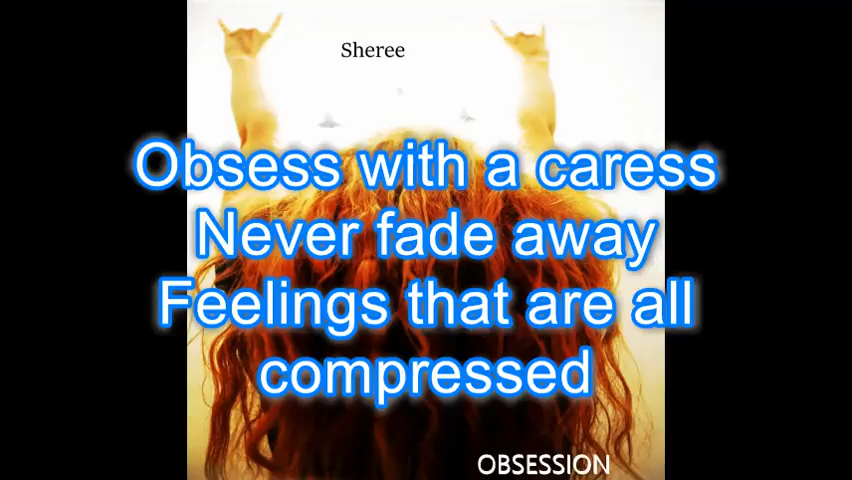 Sheree
Obsess with a caress
Never fade away
Feelings that are all
compressed
OBSESSION